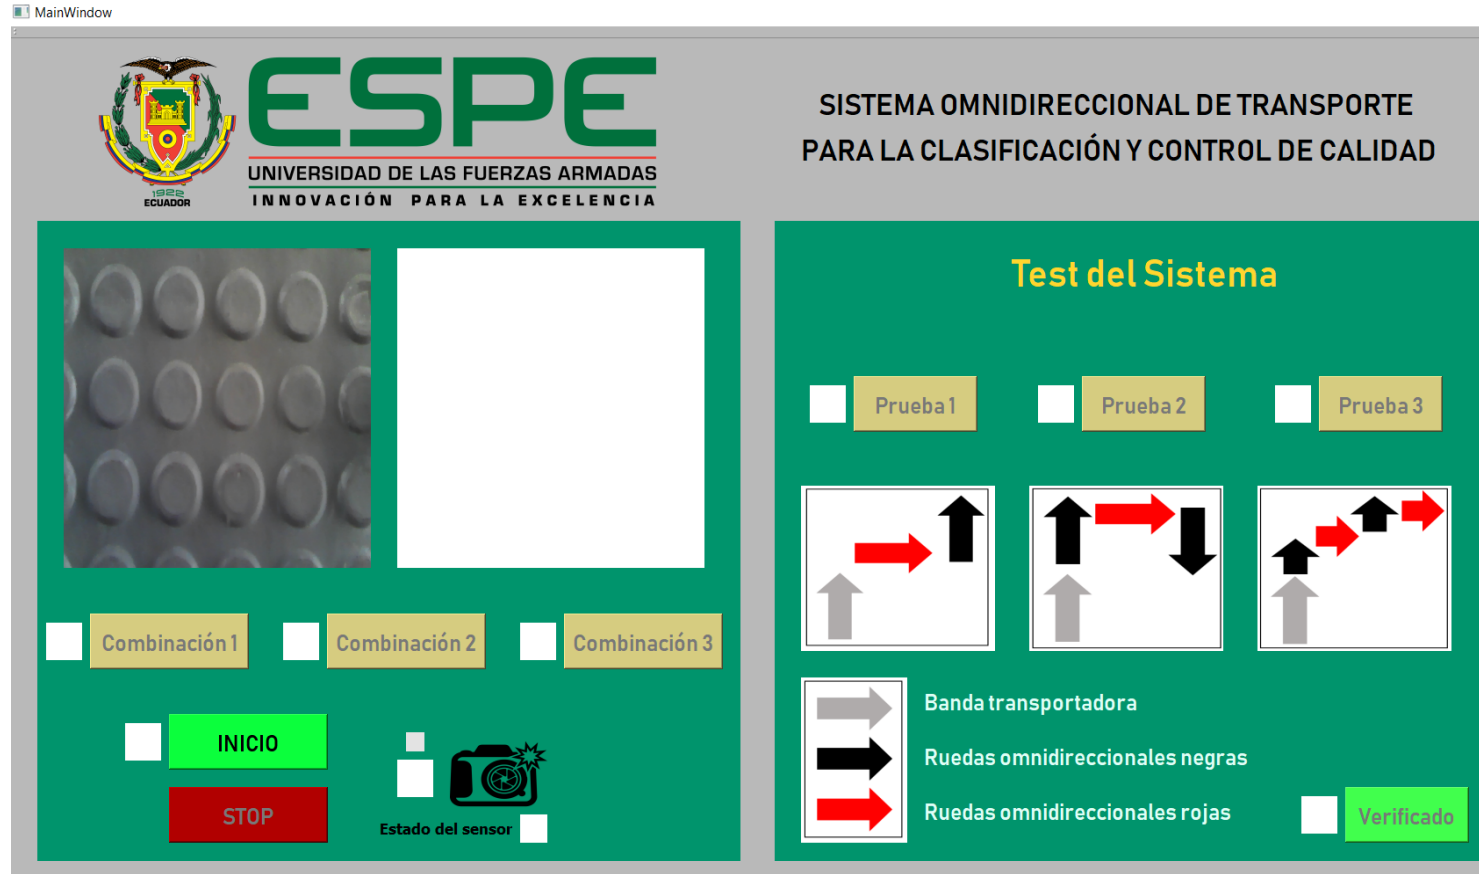 MainWindow
ESPE
UNIVERSIDAD DE LAS FUERZAS ARMADAS
INNOVACIÓN PARA LA EXCELENCIA
1922
ECUADOR
SISTEMA OMNIDIRECCIONAL DE TRANSPORTE
PARA LA CLASIFICACIÓN Y CONTROL DE CALIDAD
Combinación 1
Combinación 2
Combinación 3
INICIO
STOP
Estado del sensor
Test del Sistema
Prueba 1
Prueba 2
Prueba 3
Banda transportadora
Ruedas omnidireccionales negras
Ruedas omnidireccionales rojas
Verificado